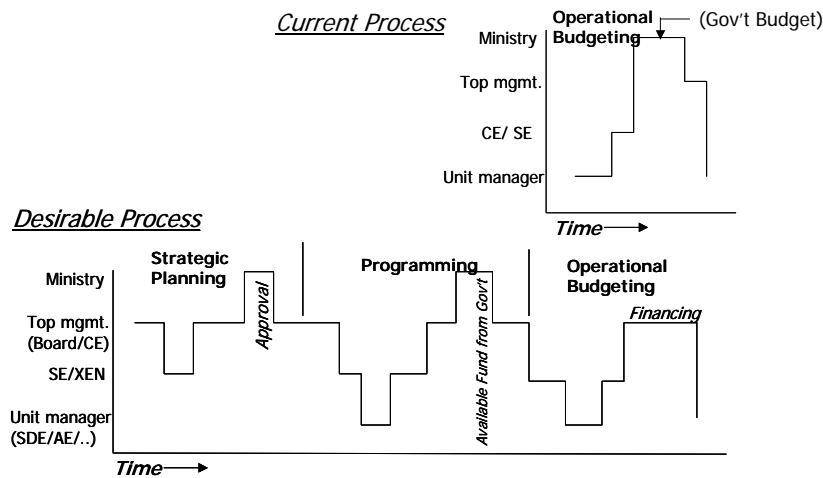 Current Process
Operational
Budgeting
(Gov't Budget)
Ministry
Top mgmt.
CE/ SE
Unit manager
Time
Desirable Process
Strategic
Planning
Programming
Operational
Budgeting
Ministry
Approval
Available Fund from Gov't
Financing
Top mgmt.
(Board/CE)
SE/XEN
Unit manager
(SDE/AE/..)
Time